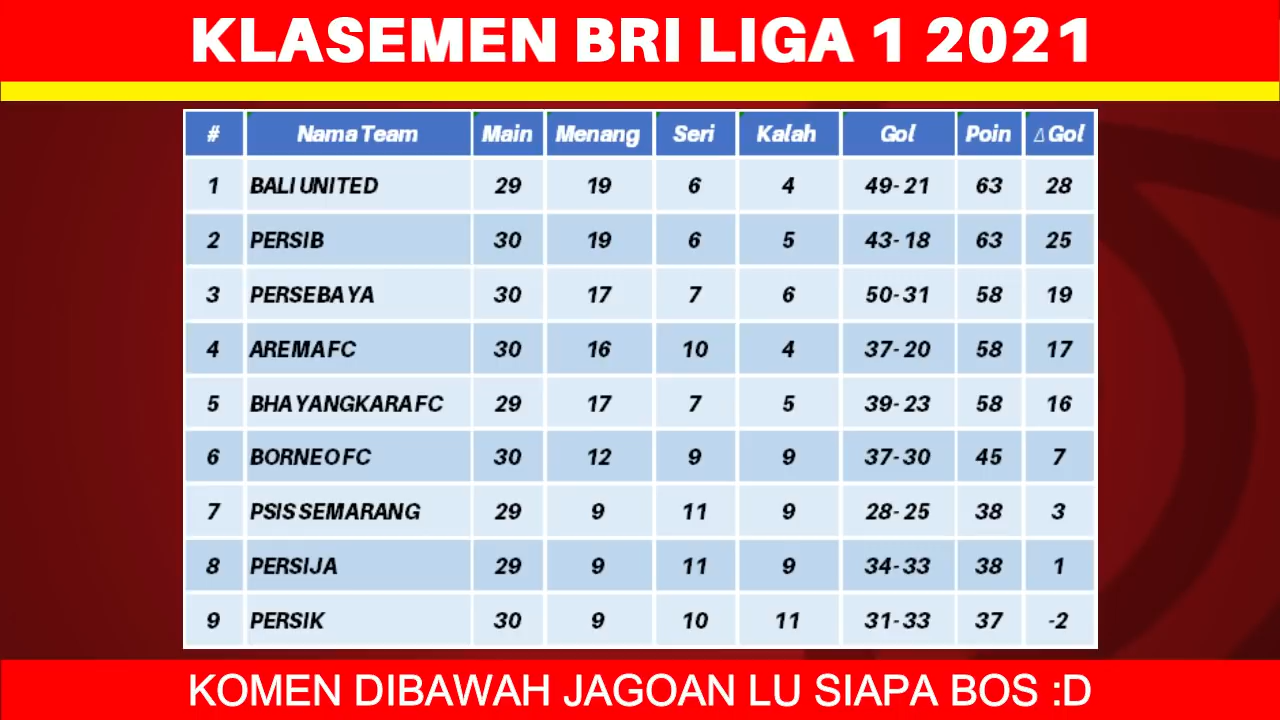 KLASEMEN BRI LIGA 1 2021
# Nama Team Main Menang Seri Kalah Gol Poin Δ Gol
1 BALI UNITED 29 19 6 4 49-21 63 28
2 PERSIB 30 19 6 5 43-18 63 25
3 PERSEBAYA 30 17 7 6 50-31 58 19
4 AREMA FC 30 16 10 4 37-20 58 17
5 BHAYANGKARA FC 29 17 7 5 39-23 58 16
6 BORNEO FC 30 12 9 9 37-30 45 7
7 PSIS SEMARANG 29 9 11 9 28-25 38 3
8 PERSIJA 29 9 11 9 34-33 38 1
9 PERSIK 30 9 10 11 31-33 37 -2
KOMEN DIBAWAH JAGOAN LU SIAPA BOS :D